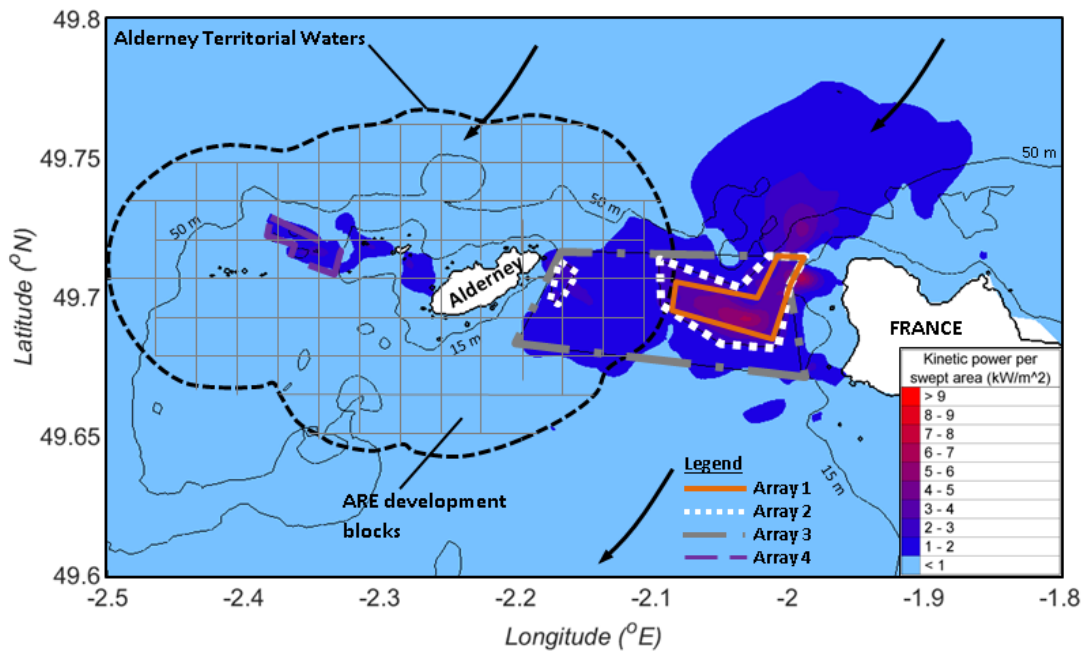 49.8
49.75
49.7
49.65
49.6
Latitude (°N)
Alderney Territorial Waters
50 m
50 m
50 m
Alderney
15 m
FRANCE
15 m
ARE development
blocks
Legend
Array 1
Array 2
Array 3
Array 4
Kinetic power per
swept area (kW/m^2)
> 9
8 - 9
7 - 8
6 - 7
5 - 6
4 - 5
3 - 4
2 - 3
1 - 2
< 1
-2.5 -2.4 -2.3 -2.2 -2.1 -2 -1.9 -1.8
Longitude (°E)